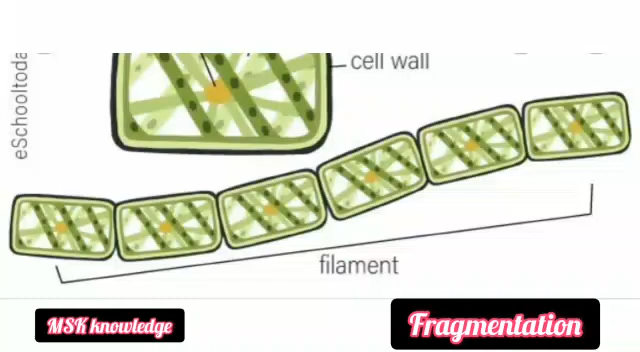 eSchooltoda
cell wall
filament
MSK knowledge
Fragmentation